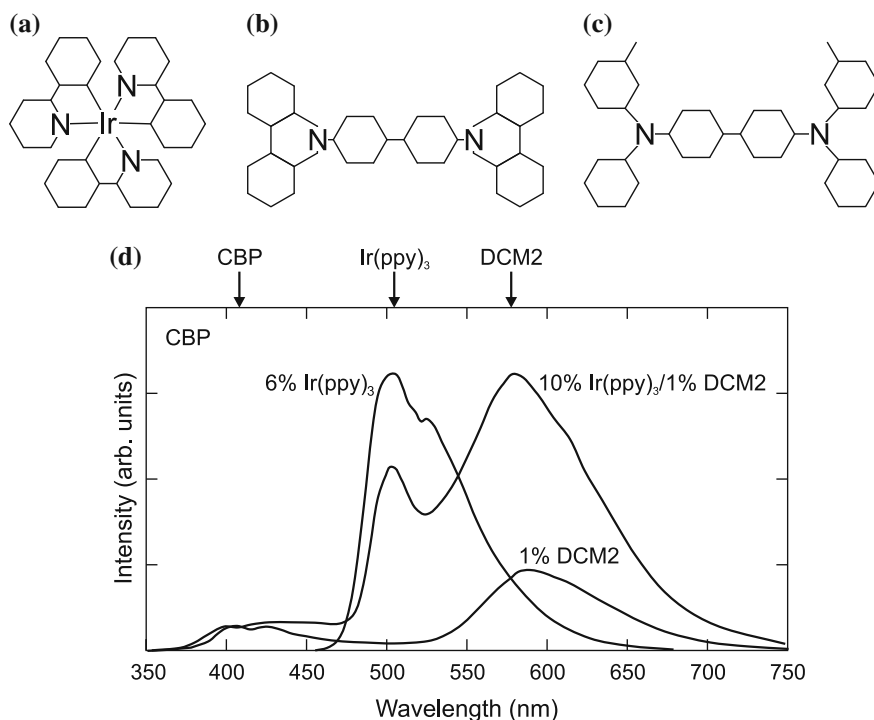 (a)
(b)
(c)
N
Ir
N
N
N
N
N
N
(d)
CBP
Ir(ppy)₃
DCM2
CBP
6% Ir(ppy)₃
10% Ir(ppy)₃/1% DCM2
1% DCM2
Intensity (arb. units)
350 400 450 500 550 600 650 700 750
Wavelength (nm)